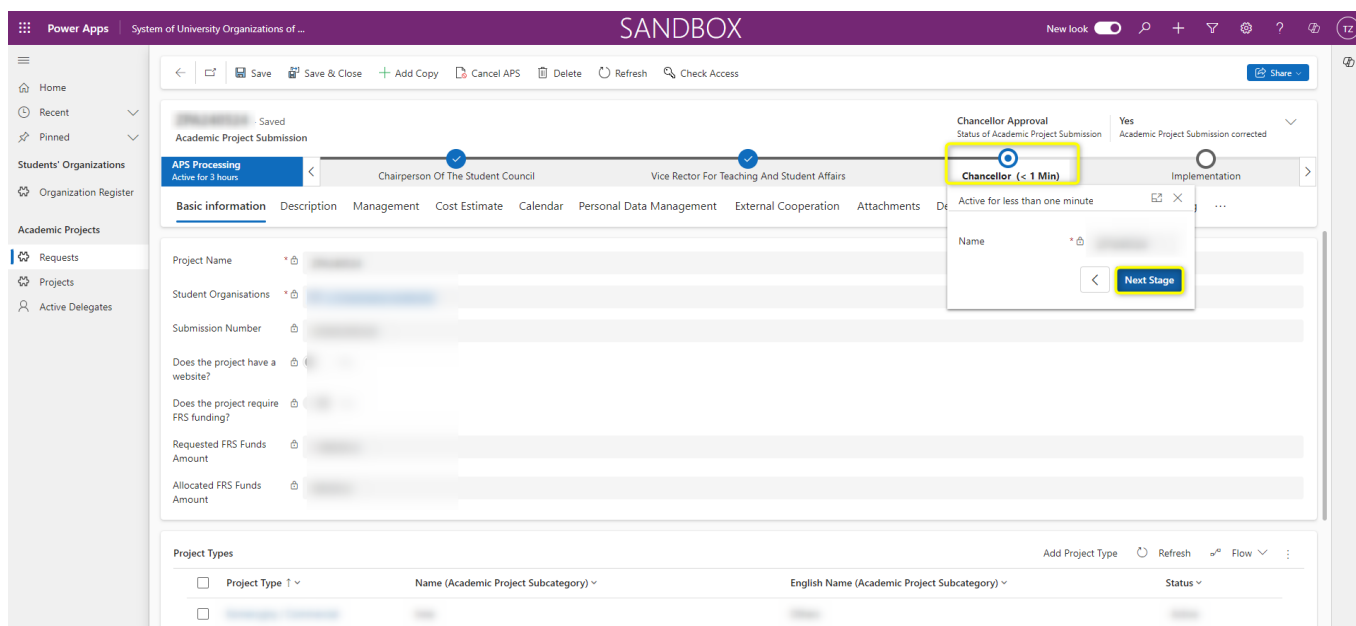 Power Apps System of University Organizations of ... SANDBOX New look TZ
Save Save & Close Add Copy Cancel APS Delete Refresh Check Access Share
Home
Recent
Pinned
Students' Organizations
Organization Register
Academic Projects
Requests
Projects
Active Delegates
- Saved
Academic Project Submission
Chancellor Approval
Status of Academic Project Submission
Yes
Academic Project Submission corrected
APS Processing
Active for 3 hours
Chairperson Of The Student Council
Vice Rector For Teaching And Student Affairs
Chancellor (< 1 Min)
Implementation
Basic information Description Management Cost Estimate Calendar Personal Data Management External Cooperation Attachments De
g ...
Active for less than one minute
Name *
Next Stage
Project Name *
Student Organisations *
Submission Number
Does the project have a
website?
Does the project require
FRS funding?
Requested FRS Funds
Amount
Allocated FRS Funds
Amount
Project Types Add Project Type Refresh Flow
Project Type ↑ Name (Academic Project Subcategory) English Name (Academic Project Subcategory) Status